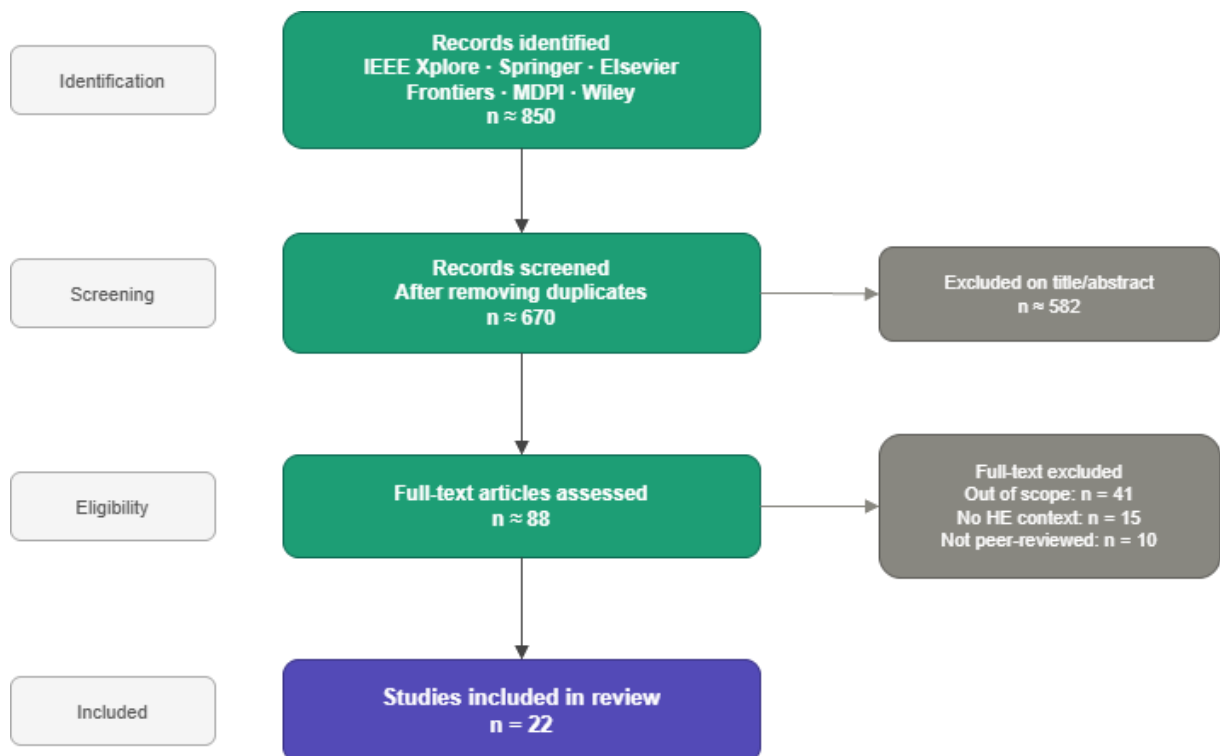 Identification
Records identified
IEEE Xplore · Springer · Elsevier
Frontiers · MDPI · Wiley
n ≈ 850
Screening
Records screened
After removing duplicates
n ≈ 670
Excluded on title/abstract
n ≈ 582
Eligibility
Full-text articles assessed
n ≈ 88
Full-text excluded
Out of scope: n = 41
No HE context: n = 15
Not peer-reviewed: n = 10
Included
Studies included in review
n = 22